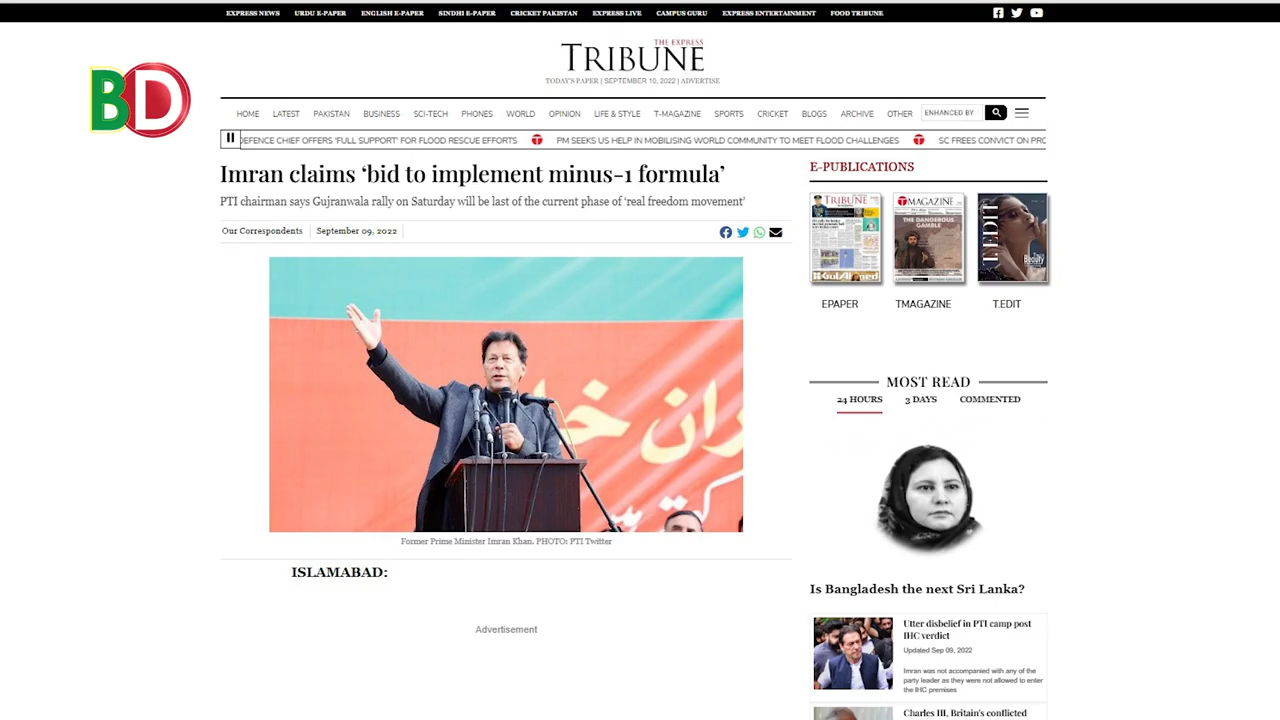 EXPRESS NEWS URDU E-PAPER ENGLISH E-PAPER SINDHI E-PAPER CRICKET PAKISTAN EXPRESS LIVE CAMPUS GURU EXPRESS ENTERTAINMENT FOOD TRIBUNE
BD
THE EXPRESS
TRIBUNE
TODAY'S PAPER | SEPTEMBER 10, 2022 | ADVERTISE
HOME LATEST PAKISTAN BUSINESS SCI-TECH PHONES WORLD OPINION LIFE & STYLE T-MAGAZINE SPORTS CRICKET BLOGS ARCHIVE OTHER ENHANCED BY
DEFENCE CHIEF OFFERS 'FULL SUPPORT' FOR FLOOD RESCUE EFFORTS PM SEEKS US HELP IN MOBILISING WORLD COMMUNITY TO MEET FLOOD CHALLENGES SC FREES CONVICT ON PRO
Imran claims ‘bid to implement minus-1 formula’
PTI chairman says Gujranwala rally on Saturday will be last of the current phase of ‘real freedom movement’
Our Correspondents September 09, 2022
Former Prime Minister Imran Khan. PHOTO: PTI Twitter
ISLAMABAD:
Advertisement
E-PUBLICATIONS
TRIBUNE
MAGAZINE
THE DANGEROUS
GAMBLE
T.EDIT
Beauty
GulAhmed
EPAPER TMAGAZINE T.EDIT
MOST READ
24 HOURS 3 DAYS COMMENTED
Is Bangladesh the next Sri Lanka?
Utter disbelief in PTI camp post
IHC verdict
Updated Sep 09, 2022
Imran was not accompanied with any of the
party leader as they were not allowed to enter
the IHC premises
Charles III, Britain's conflicted